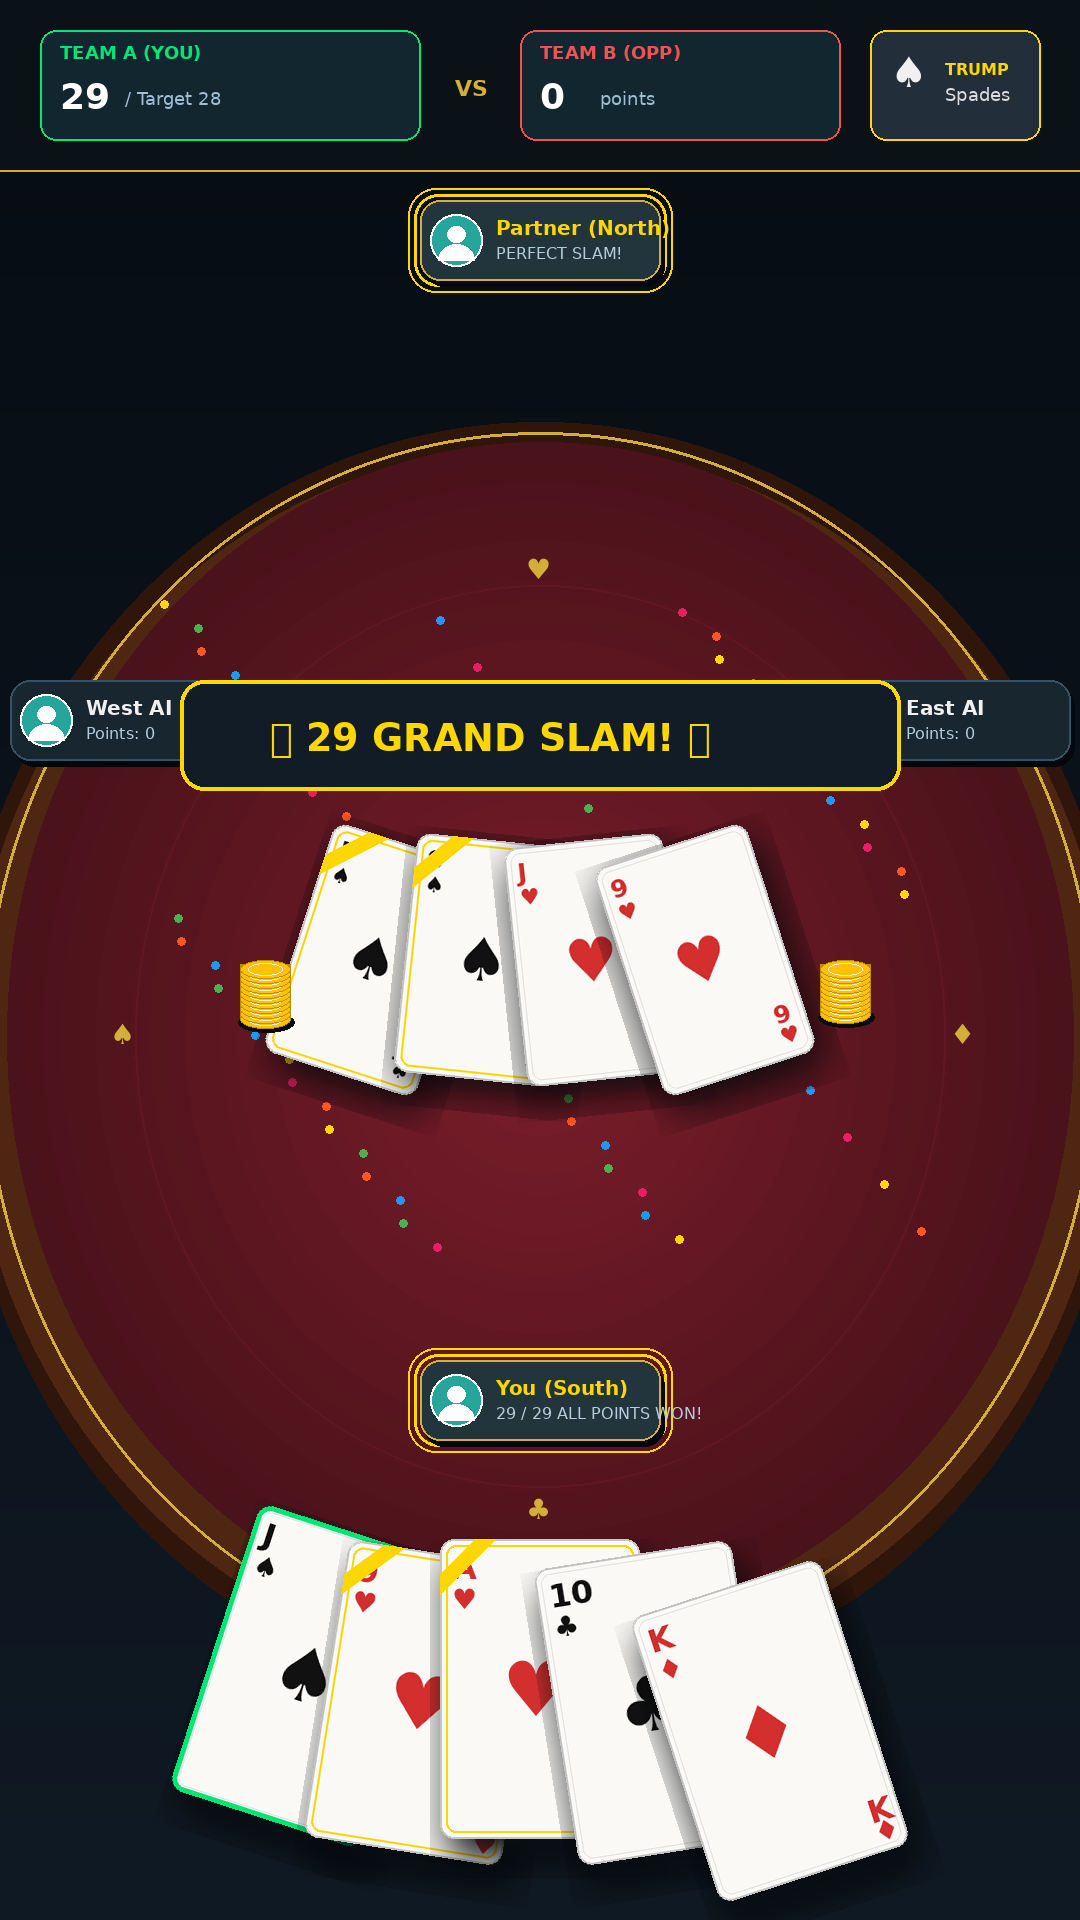 TEAM A (YOU)
29 / Target 28
VS
TEAM B (OPP)
0 points
♠ TRUMP
Spades
Partner (North)
PERFECT SLAM!
West AI
Points: 0
29 GRAND SLAM!
East AI
Points: 0
J
9
9
You (South)
29 / 29 ALL POINTS WON!
J
9
A
10
K
K